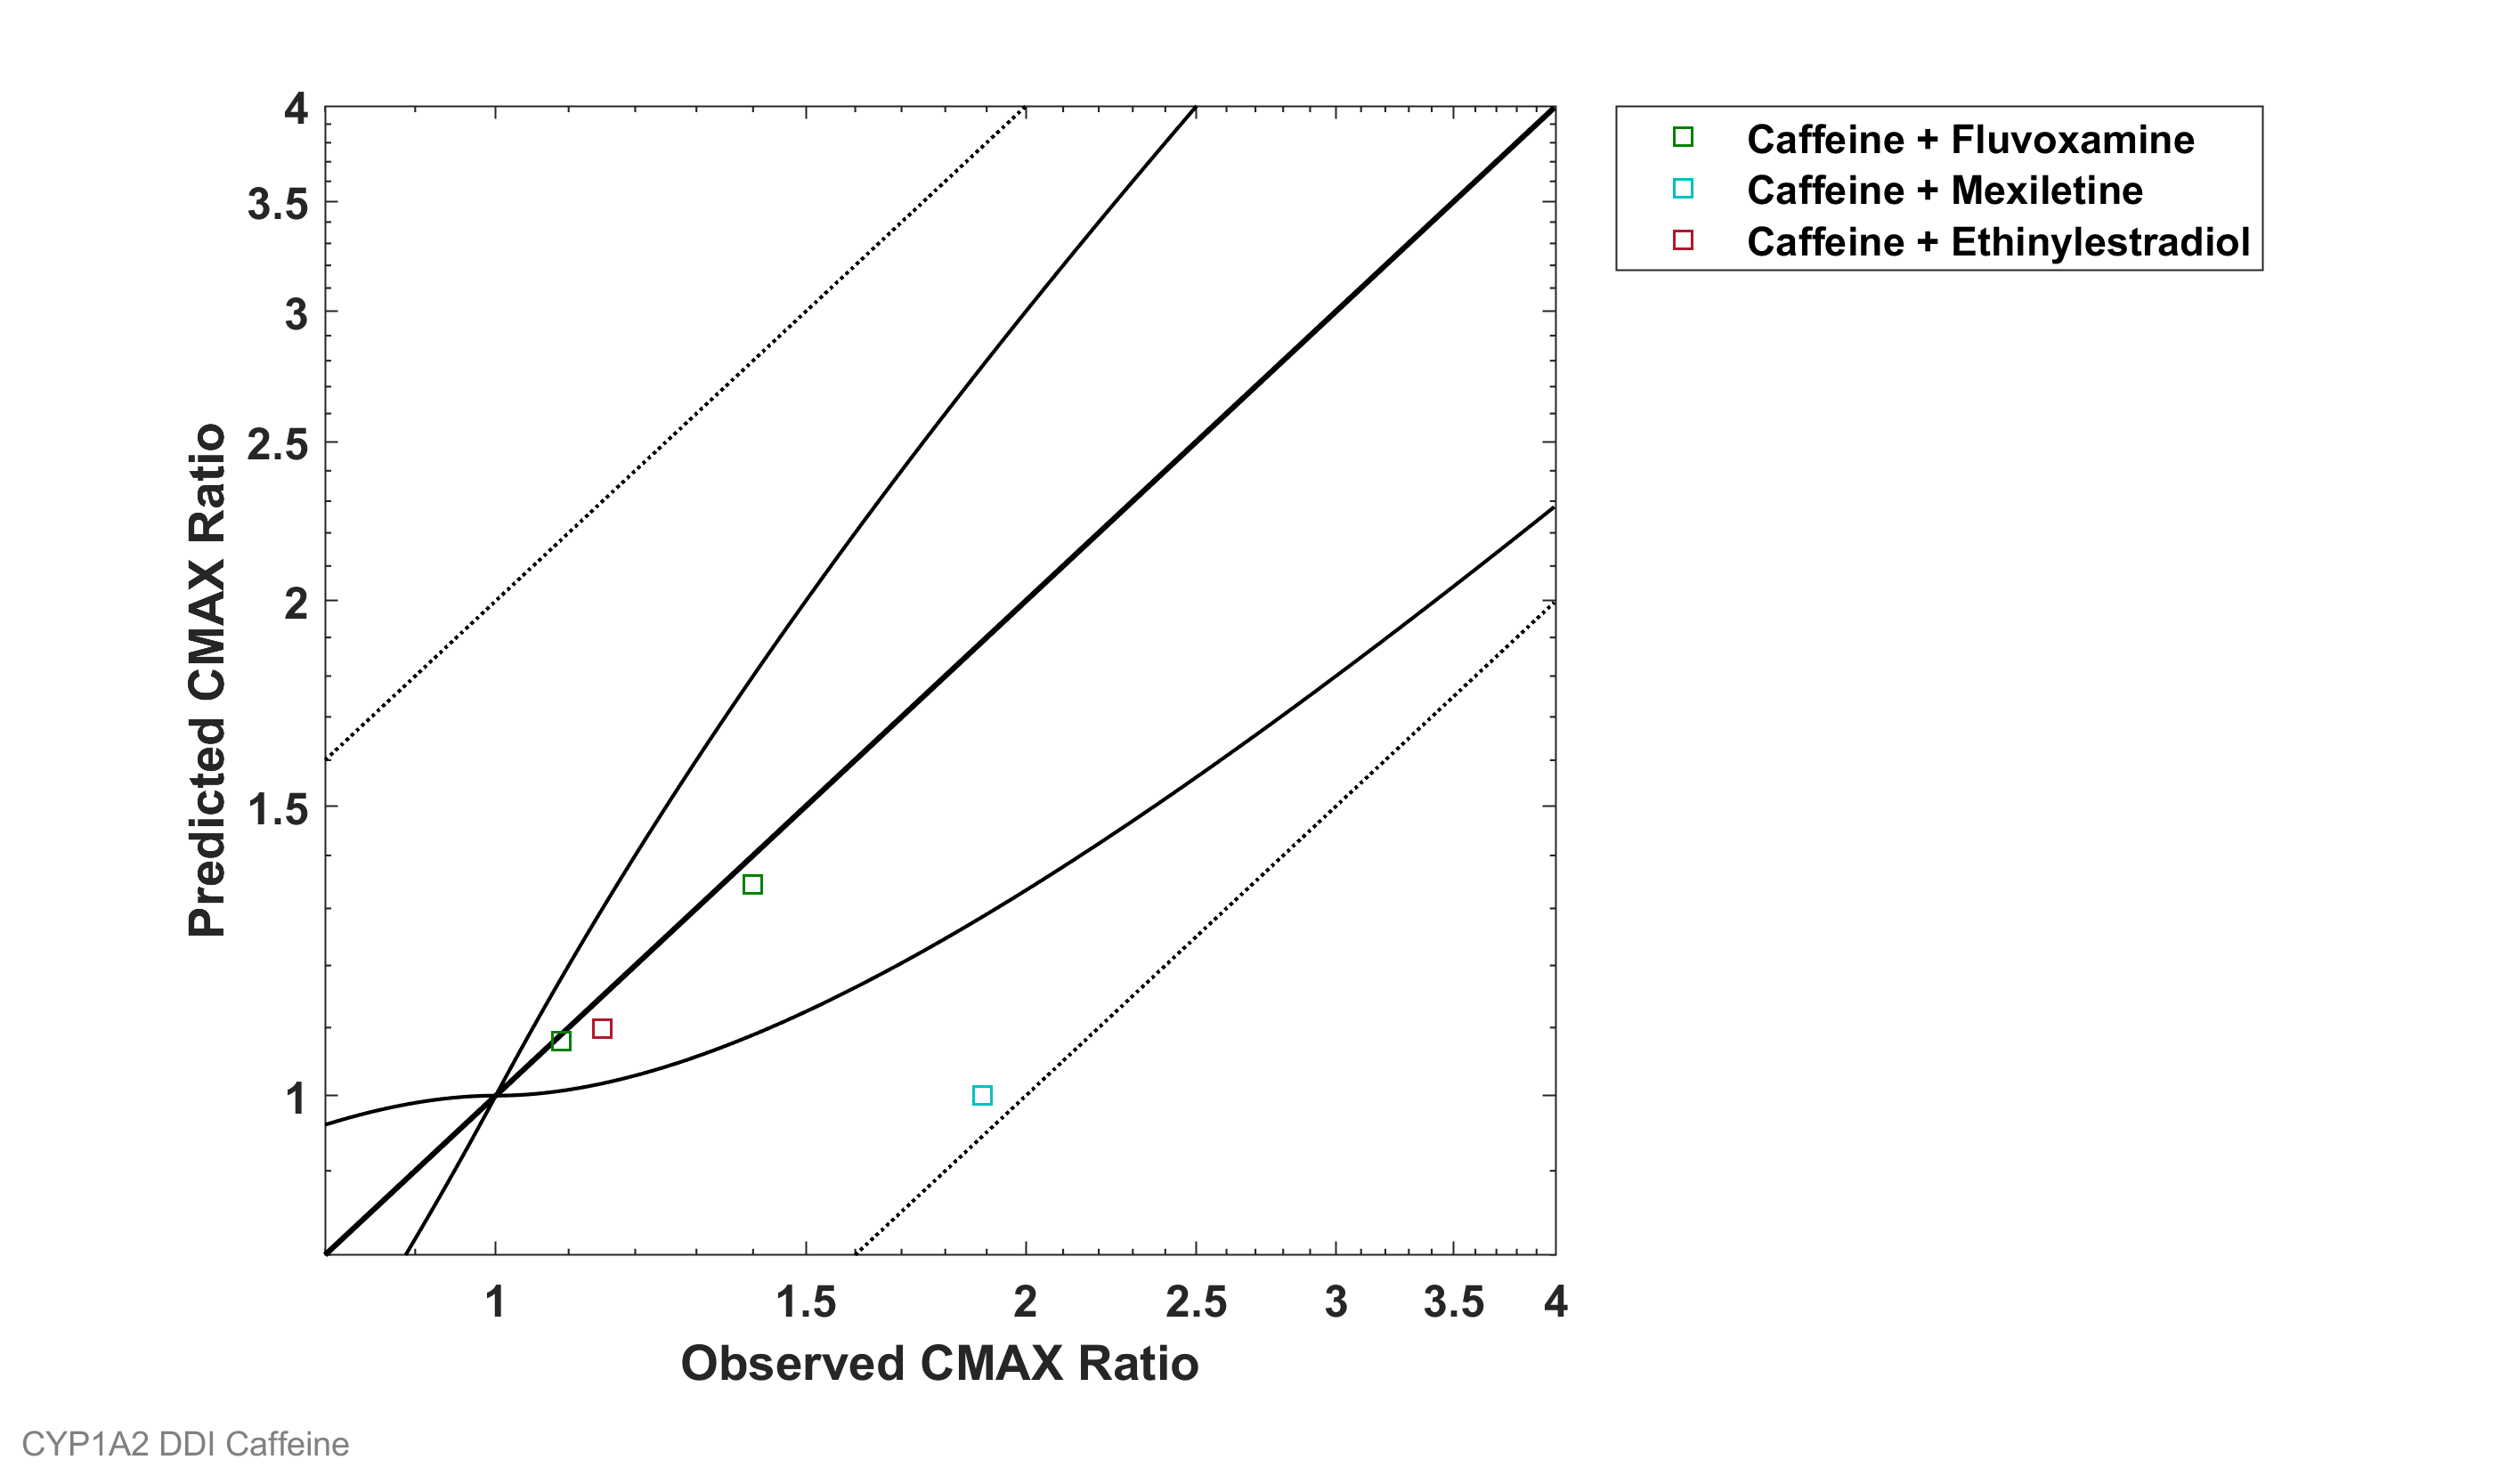 Caffeine + Fluvoxamine
Caffeine + Mexiletine
Caffeine + Ethinylestradiol
Predicted CMAX Ratio
4
3.5
3
2.5
2
1.5
1
1
1.5
2
2.5
3
3.5
4
Observed CMAX Ratio
CYP1A2 DDI Caffeine